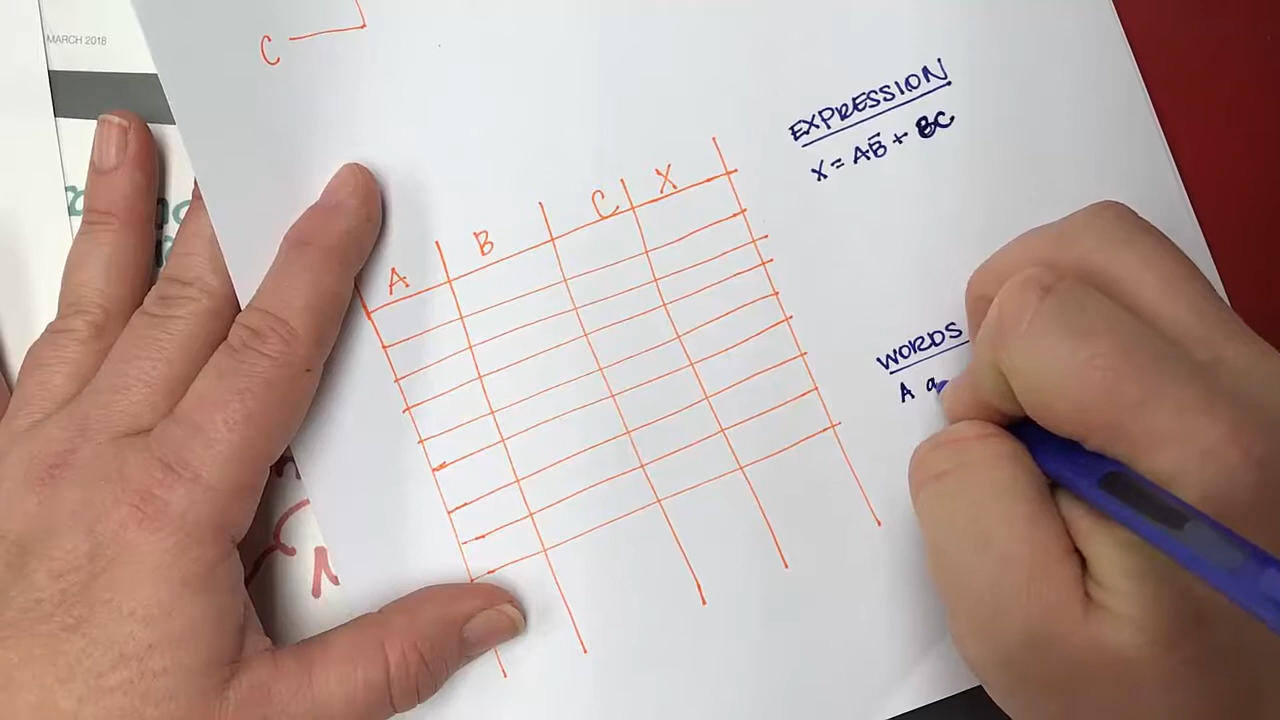 MARCH 2018
C
EXPRESSION
X = AB̅ + BC
A B C X
WORDS
A